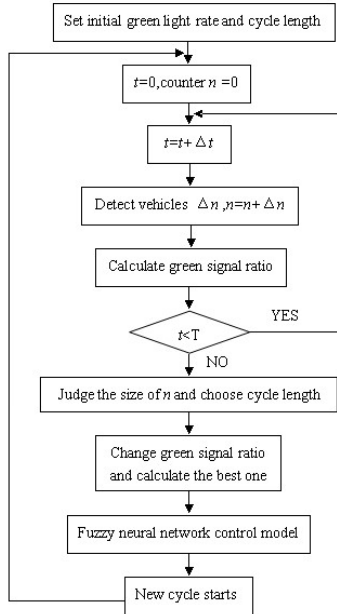 Set initial green light rate and cycle length
t=0,counter n =0
t=t+ Δt
Detect vehicles Δn ,n=n+Δn
Calculate green signal ratio
t<T
YES
NO
Judge the size of n and choose cycle length
Change green signal ratio
and calculate the best one
Fuzzy neural network control model
New cycle starts